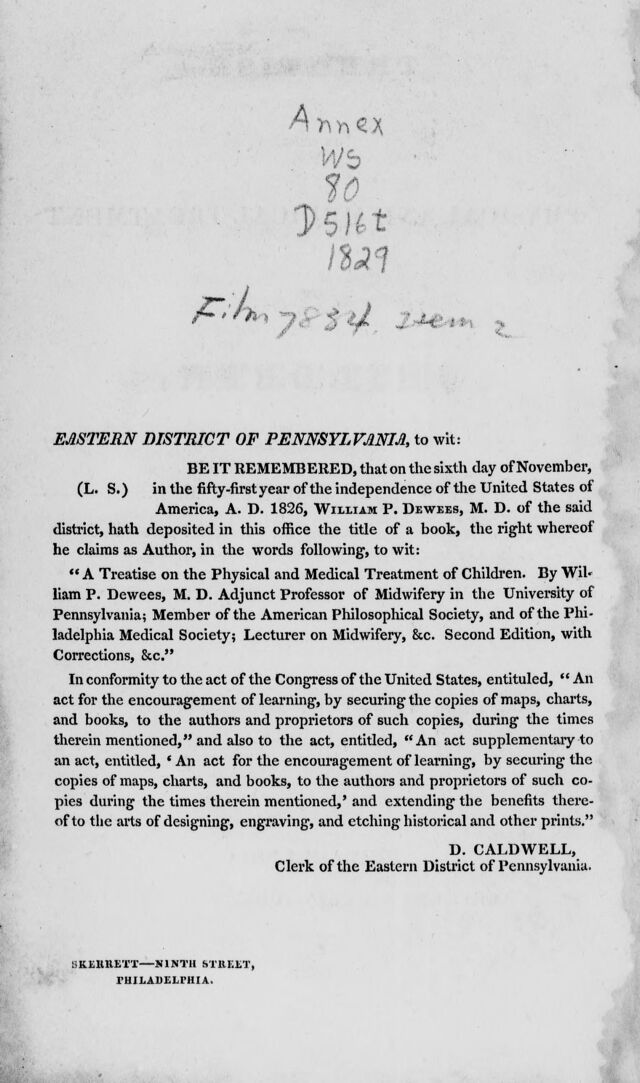 Annex
WS
80
D516t
1829
Film 7834. item 2
EASTERN DISTRICT OF PENNSYLVANIA, to wit:
BE IT REMEMBERED, that on the sixth day of November,
(L. S.) in the fifty-first year of the independence of the United States of
America, A. D. 1826, WILLIAM P. DEWEES, M. D. of the said
district, hath deposited in this office the title of a book, the right whereof
he claims as Author, in the words following, to wit:
"A Treatise on the Physical and Medical Treatment of Children. By Wil-
liam P. Dewees, M. D. Adjunct Professor of Midwifery in the University of
Pennsylvania; Member of the American Philosophical Society, and of the Phi-
ladelphia Medical Society; Lecturer on Midwifery, &c. Second Edition, with
Corrections, &c."
In conformity to the act of the Congress of the United States, entituled, "An
act for the encouragement of learning, by securing the copies of maps, charts,
and books, to the authors and proprietors of such copies, during the times
therein mentioned," and also to the act, entitled, "An act supplementary to
an act, entitled, 'An act for the encouragement of learning, by securing the
copies of maps, charts, and books, to the authors and proprietors of such co-
pies during the times therein mentioned,' and extending the benefits there-
of to the arts of designing, engraving, and etching historical and other prints."
D. CALDWELL,
Clerk of the Eastern District of Pennsylvania.
SKERRETT—NINTH STREET,
PHILADELPHIA.